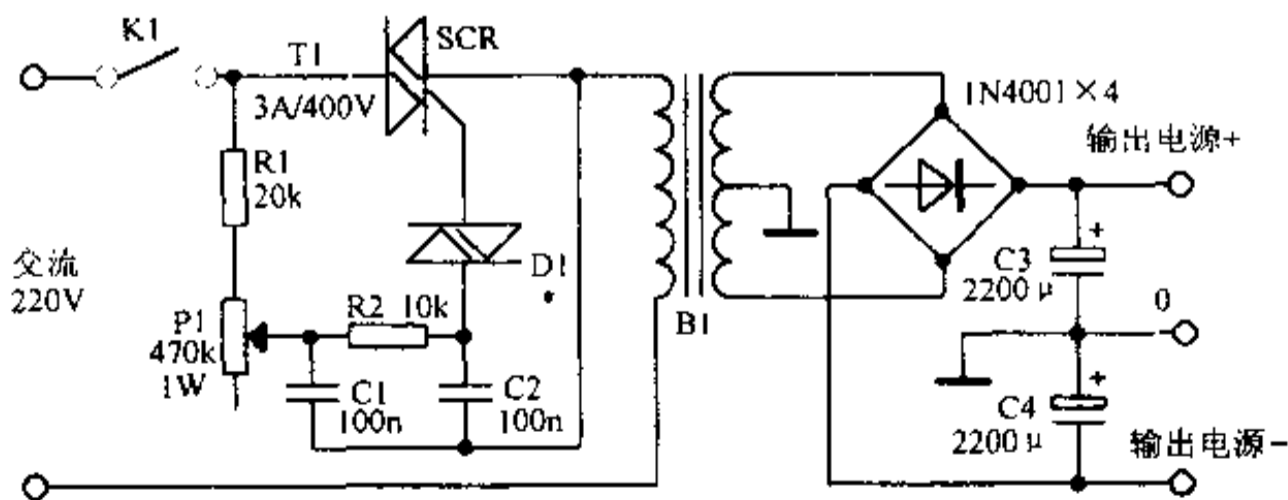 K1
T1
SCR
3A/400V
1N4001×4
输出电源+
R1
20k
D1
交流
220V
P1
470k
1W
R2 10k
C1
100n
C2
100n
B1
+
C3
2200μ
0
+
C4
2200μ
输出电源-